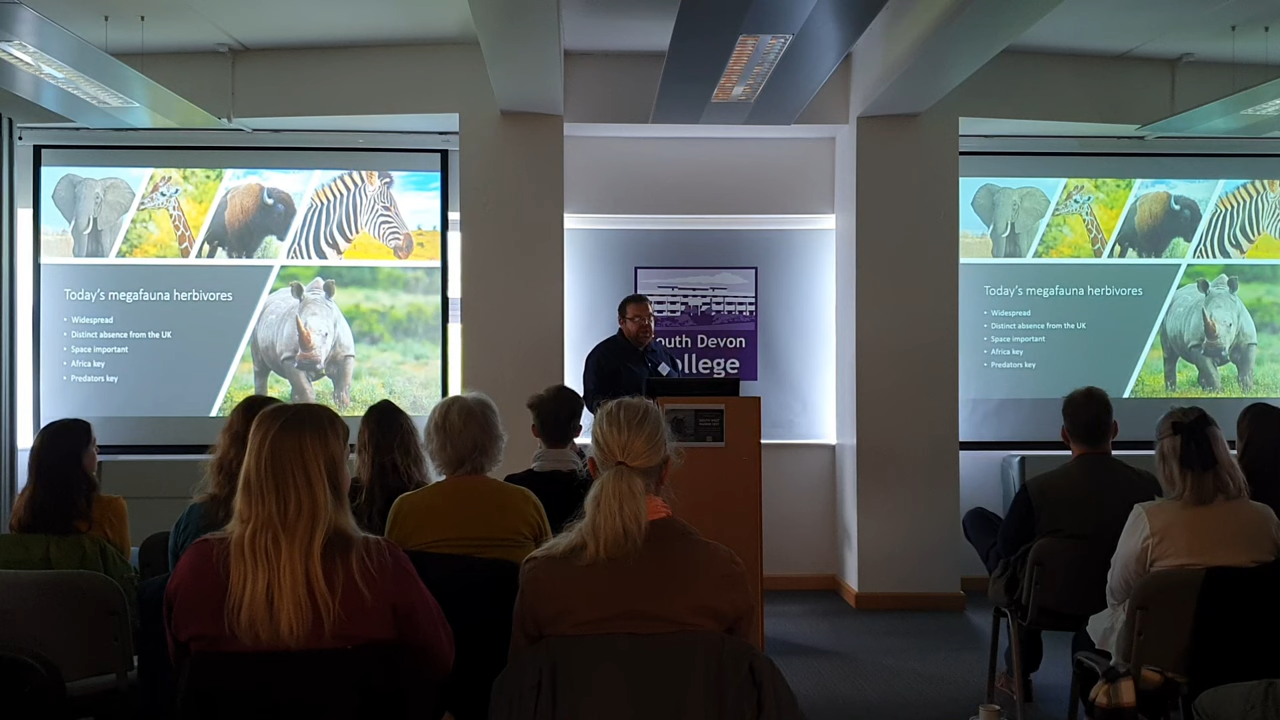 Today's megafauna herbivores
• Widespread
• Distinct absence from the UK
• Space important
• Africa key
• Predators key
outh Devon
ollege
Today's megafauna herbivores
• Widespread
• Distinct absence from the UK
• Space important
• Africa key
• Predators key